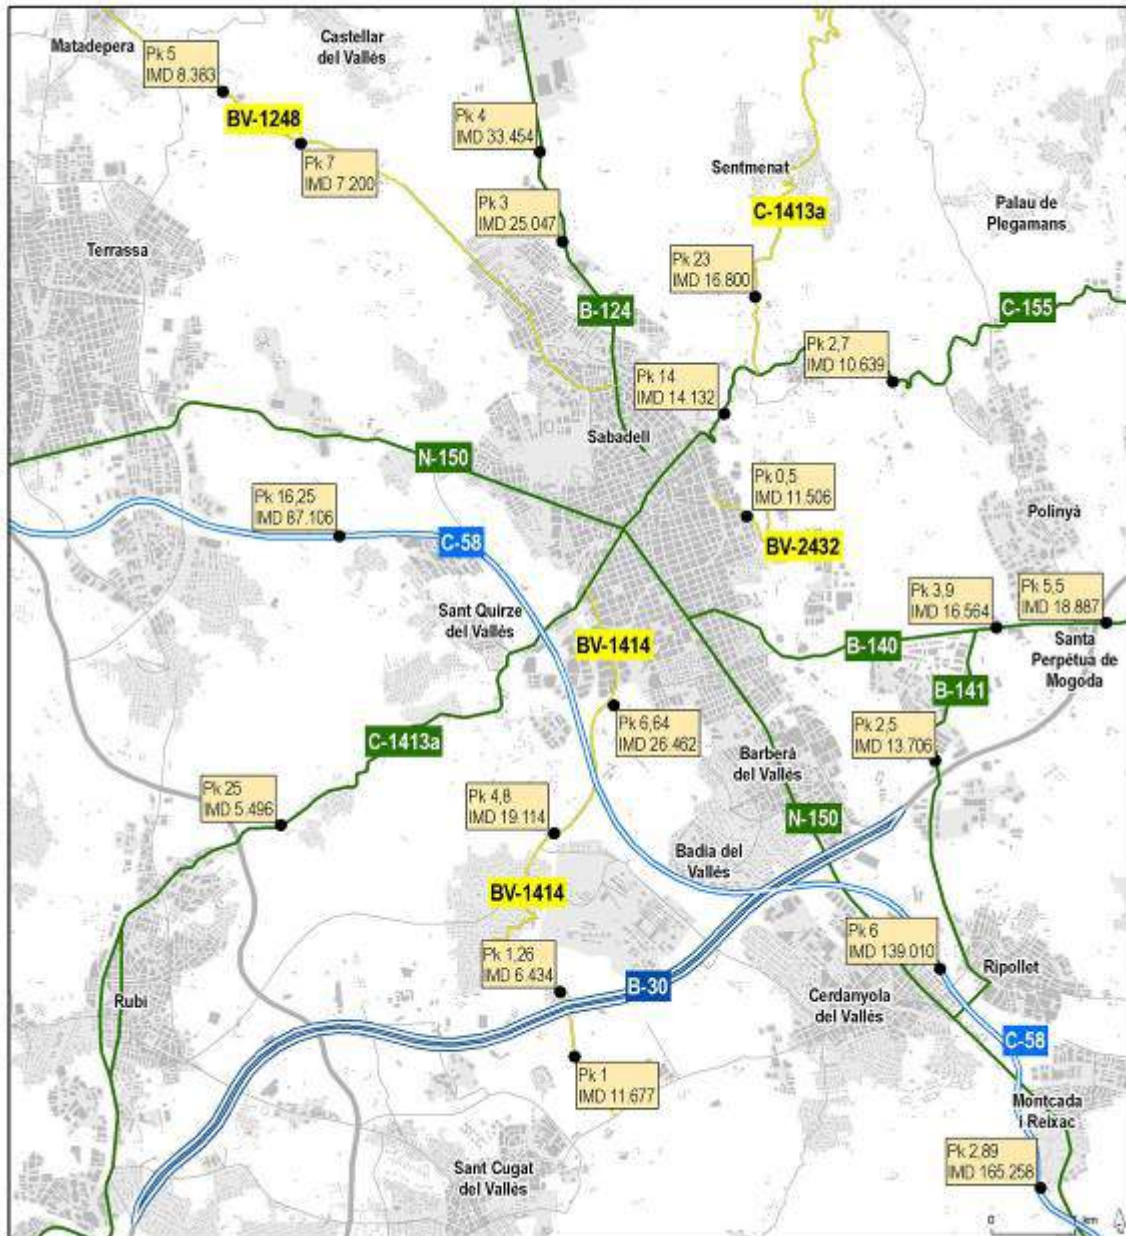 Matadepera
Castellar
del Vallès
Pk 5
IMD 8.383
BV-1248
Pk 4
IMD 33.454
Pk 7
IMD 7.200
Sentmenat
C-1413a
Palau de
Plegamans
Terrassa
Pk 3
IMD 25.047
Pk 23
IMD 16.800
B-124
C-155
Pk 2,7
IMD 10.639
Pk 14
IMD 14.132
Sabadell
N-150
Pk 0,5
IMD 11.506
Pk 16,25
IMD 87.106
Polinyà
C-58
BV-2432
Sant Quirze
del Vallès
Pk 3,9
IMD 16.564
Pk 5,5
IMD 18.887
BV-1414
B-140
Santa
Perpètua de
Mogoda
B-141
Pk 6,64
IMD 26.462
C-1413a
Pk 2,5
IMD 13.706
Barberà
del Vallès
Pk 25
IMD 5.496
Pk 4,8
IMD 19.114
N-150
Badia del
Vallès
BV-1414
Pk 1,26
IMD 6.434
Pk 6
IMD 139.010
Ripollet
B-30
Rubí
Cerdanyola
del Vallès
C-58
Pk 1
IMD 11.677
Montcada
i Reixac
Sant Cugat
del Vallès
Pk 2,89
IMD 165.258
0
km